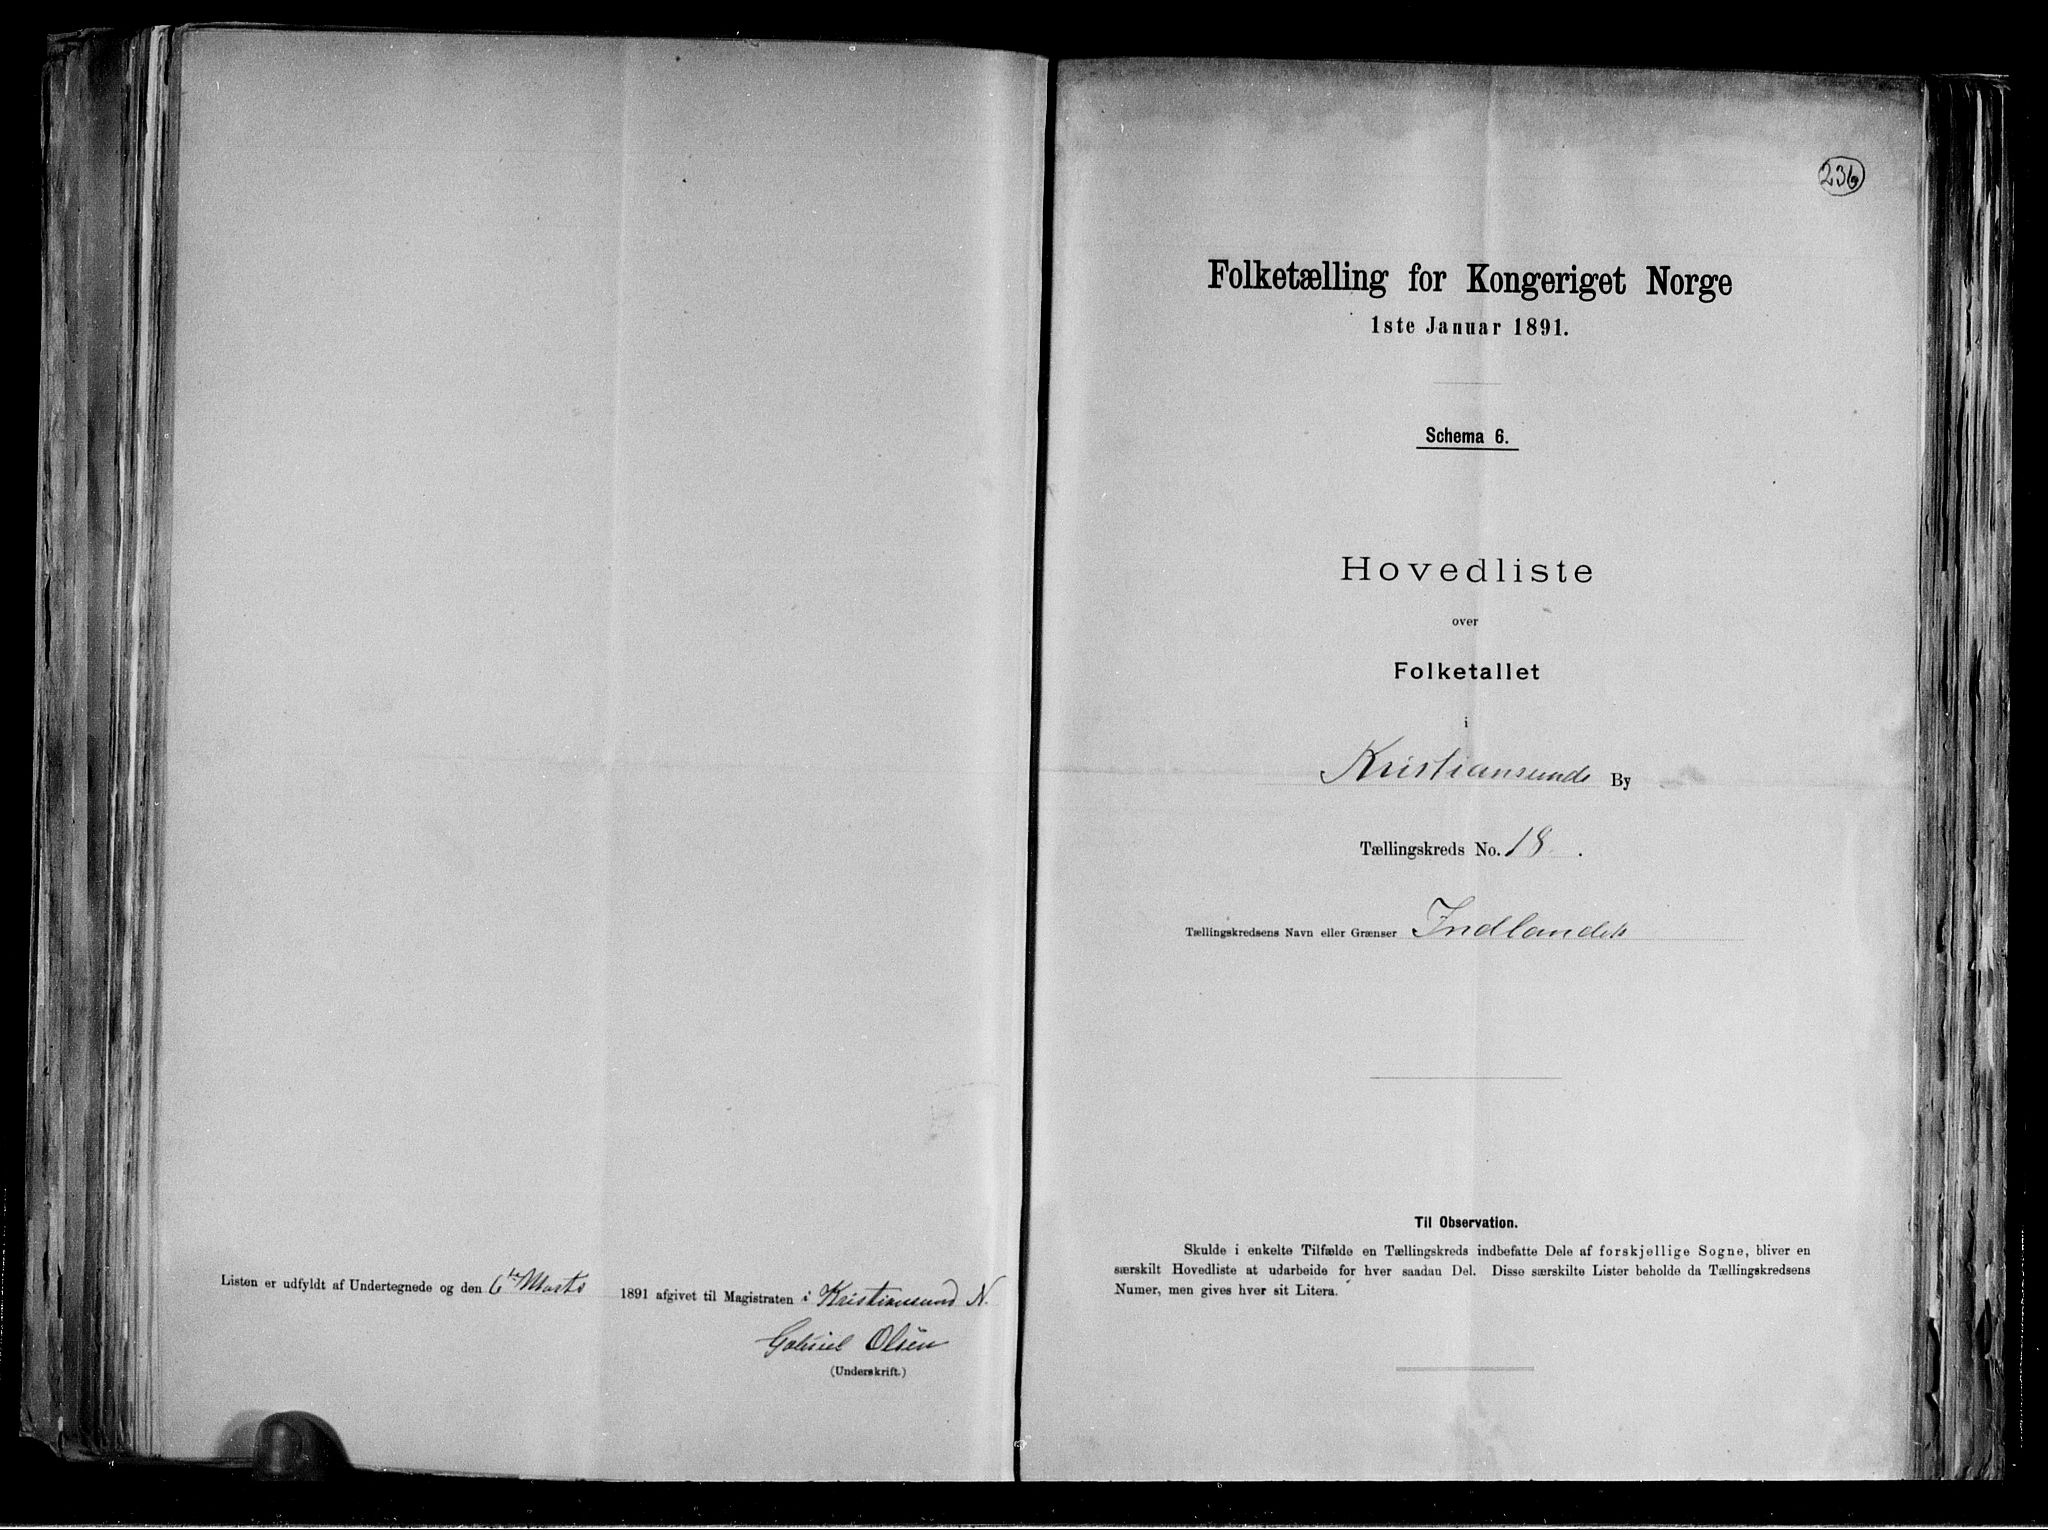 Listen er udfyldt af Undertegnede og den 6te Marts 1891 afgivet til Magistraten i Kristiansund N.
Gabriel Olsen
(Underskrift.)
236
Folketælling for Kongeriget Norge
1ste Januar 1891.
Schema 6.
Hovedliste
over
Folketallet
i
Kristiansunds By
Tællingskreds No. 18.
Tællingskredsens Navn eller Grænser Indlandet
Til Observation.
Skulde i enkelte Tilfælde en Tællingskreds indbefatte Dele af forskjellige Sogne, bliver en
særskilt Hovedliste at udarbeide for hver saadan Del. Disse særskilte Lister beholde da Tællingskredsens
Numer, men gives hver sit Litera.